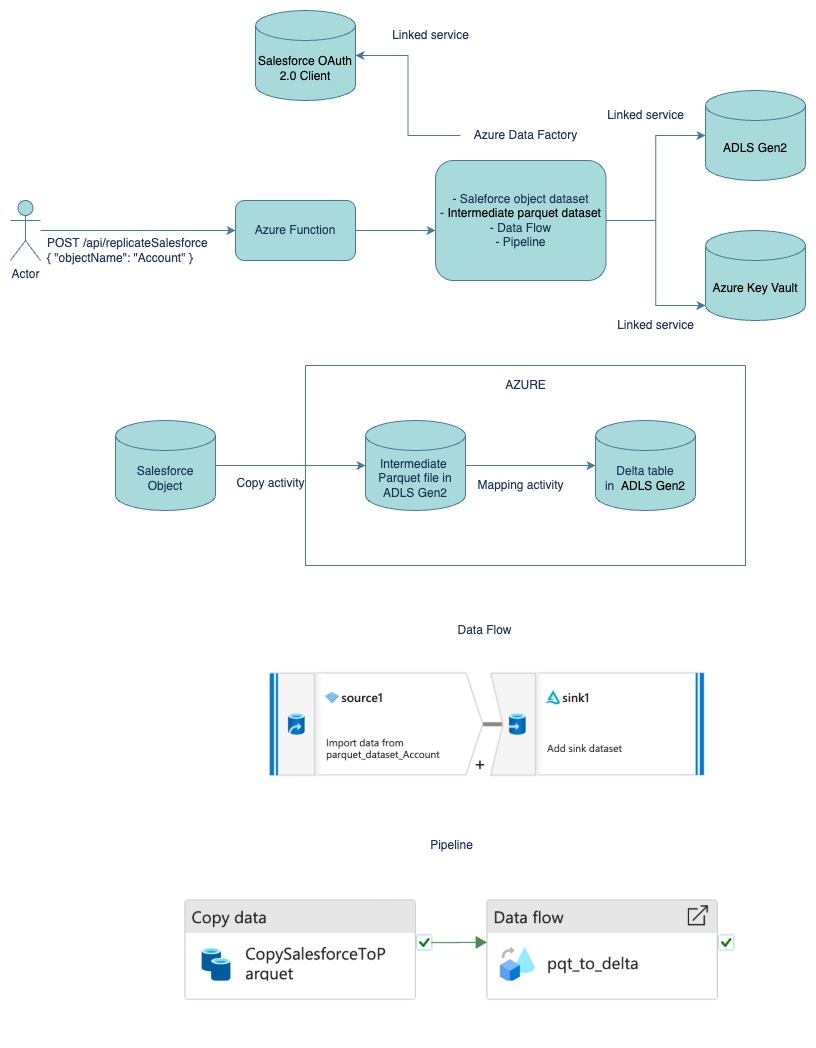 Linked service
Salesforce OAuth
2.0 Client
Linked service
Azure Data Factory
ADLS Gen2
- Saleforce object dataset
- Intermediate parquet dataset
- Data Flow
- Pipeline
Azure Function
POST /api/replicateSalesforce
{ "objectName": "Account" }
Actor
Azure Key Vault
Linked service
AZURE
Salesforce
Object
Copy activity
Intermediate
Parquet file in
ADLS Gen2
Mapping activity
Delta table
in ADLS Gen2
Data Flow
source1
Import data from
parquet_dataset_Account
+
sink1
Add sink dataset
Pipeline
Copy data
CopySalesforceToP
arquet
Data flow
pqt_to_delta